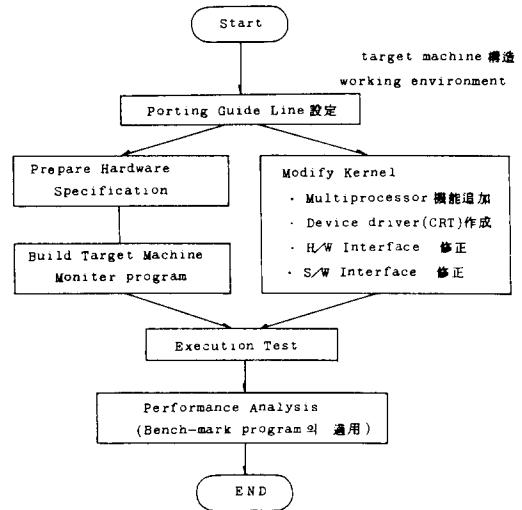 Start
target machine 構造
working environment
Porting Guide Line 設定
Prepare Hardware
Specification
Build Target Machine
Moniter program
Modify Kernel
· Multiprocessor 機能追加
· Device driver(CRT)作成
· H/W Interface 修正
· S/W Interface 修正
Execution Test
Performance Analysis
(Bench-mark program의 適用)
END